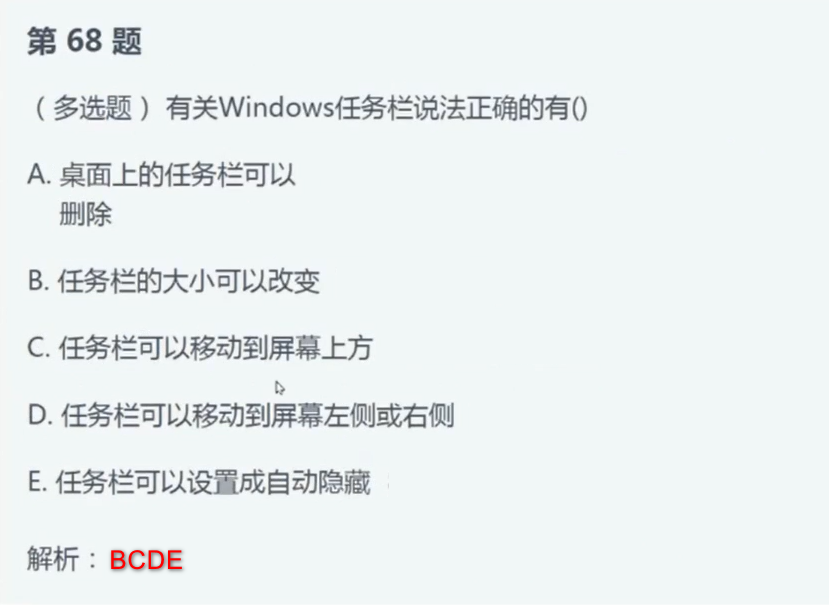 第 68 题
（ 多选题 ） 有关Windows任务栏说法正确的有()
A. 桌面上的任务栏可以
删除
B. 任务栏的大小可以改变
C. 任务栏可以移动到屏幕上方
D. 任务栏可以移动到屏幕左侧或右侧
E. 任务栏可以设置成自动隐藏
解析： BCDE